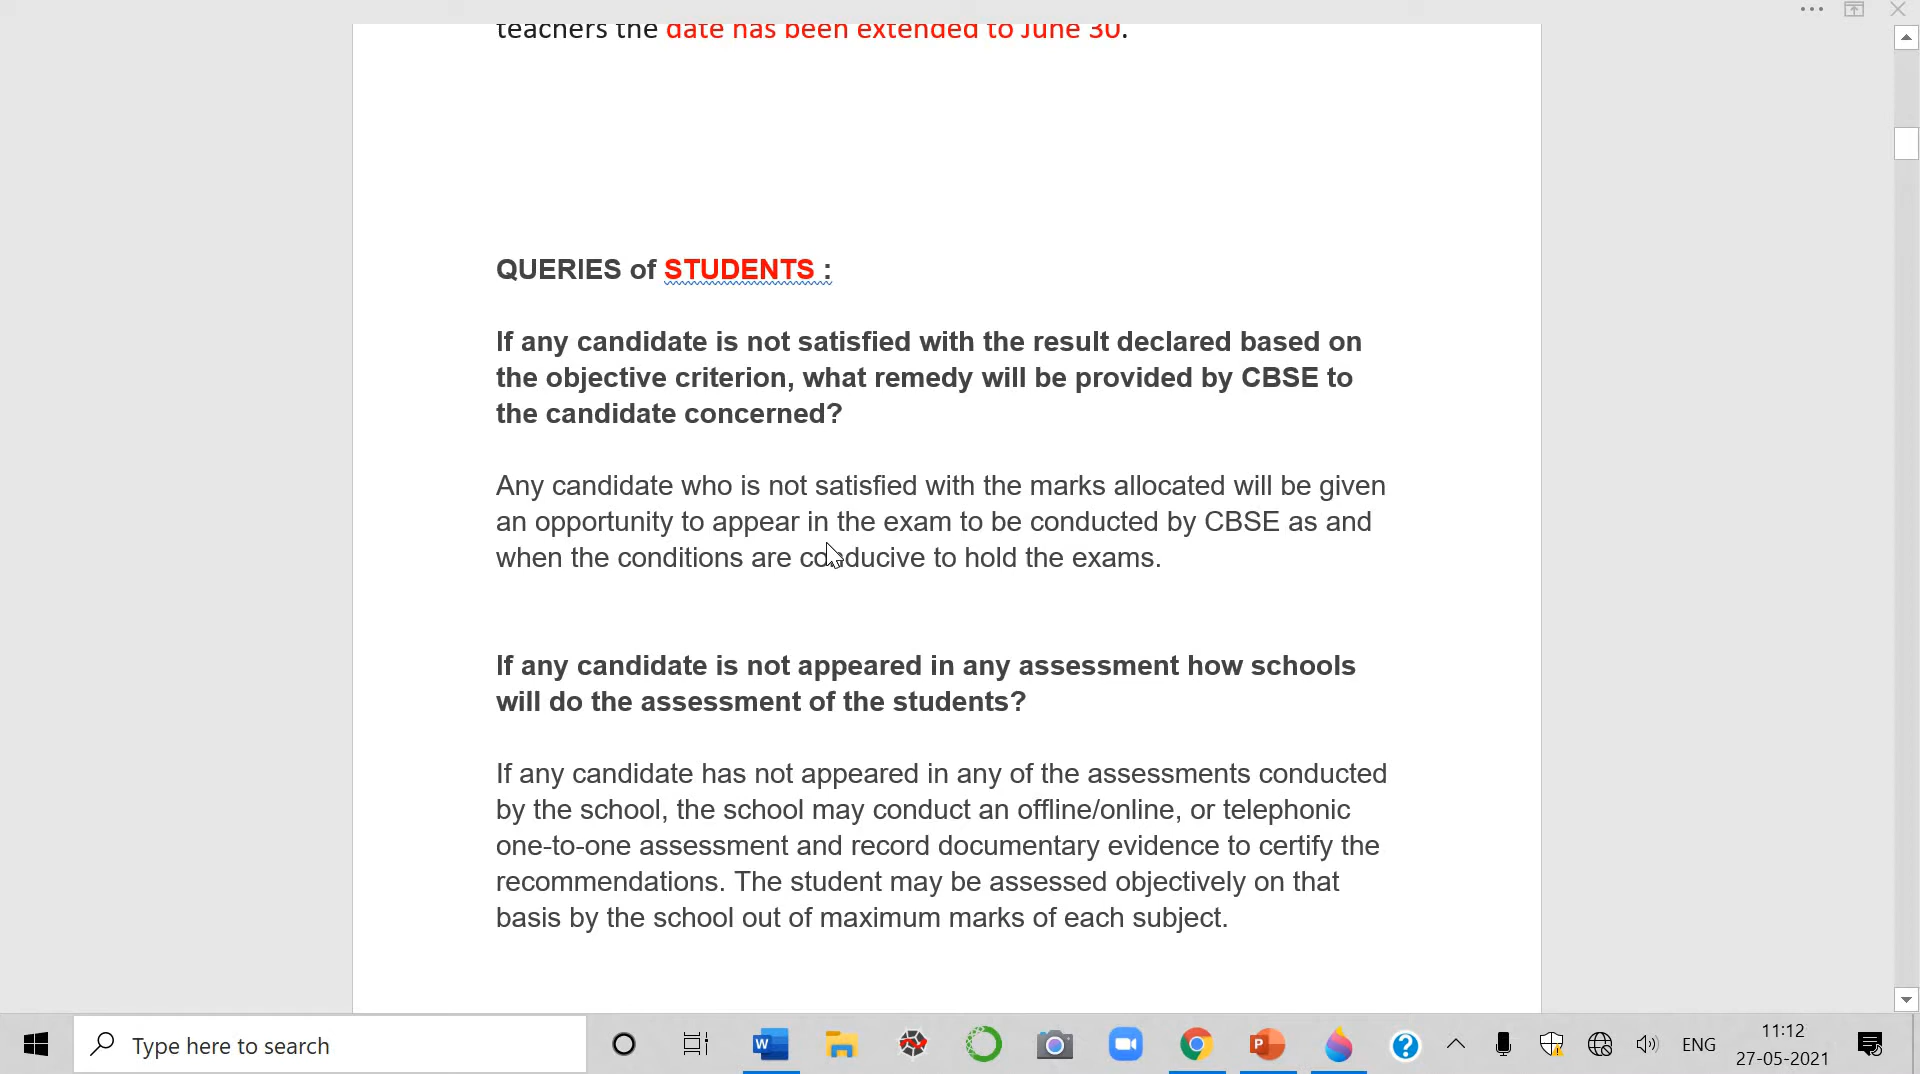 teachers the date has been extended to June 30.
QUERIES of STUDENTS :
If any candidate is not satisfied with the result declared based on
the objective criterion, what remedy will be provided by CBSE to
the candidate concerned?
Any candidate who is not satisfied with the marks allocated will be given
an opportunity to appear in the exam to be conducted by CBSE as and
when the conditions are conducive to hold the exams.
If any candidate is not appeared in any assessment how schools
will do the assessment of the students?
If any candidate has not appeared in any of the assessments conducted
by the school, the school may conduct an offline/online, or telephonic
one-to-one assessment and record documentary evidence to certify the
recommendations. The student may be assessed objectively on that
basis by the school out of maximum marks of each subject.
Type here to search
ENG
11:12
27-05-2021